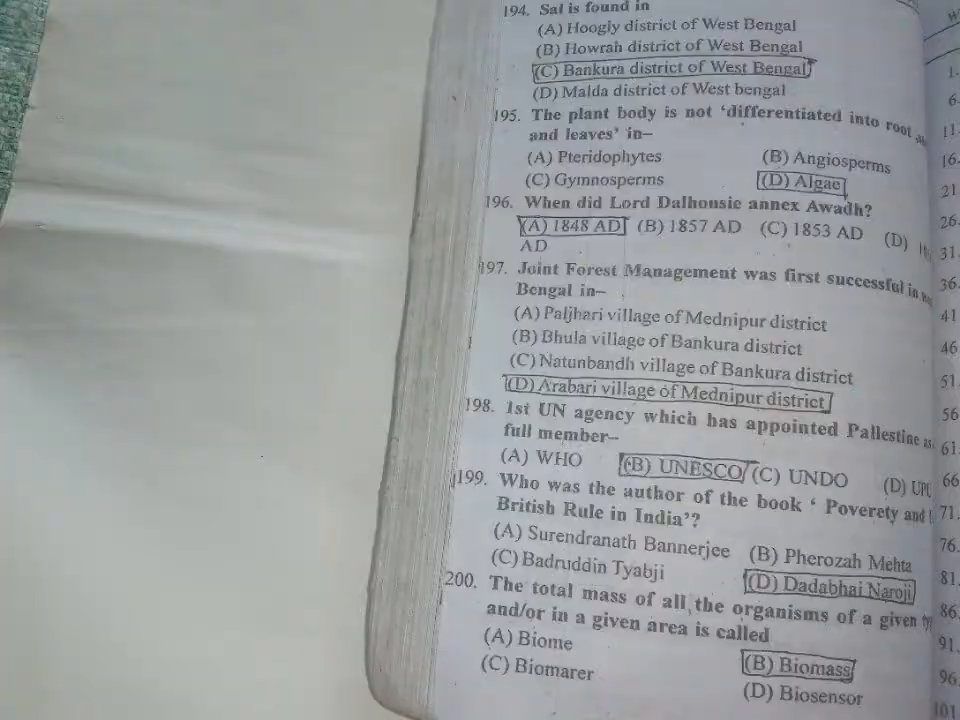 194. Sal is found in
(A) Hoogly district of West Bengal
(B) Howrah district of West Bengal
(C) Bankura district of West Bengal
(D) Malda district of West bengal
195. The plant body is not 'differentiated into root
and leaves' in–
(A) Pteridophytes (B) Angiosperms
(C) Gymnosperms (D) Algae
196. When did Lord Dalhousie annex Awadh?
(A) 1848 AD (B) 1857 AD (C) 1853 AD (D)
AD
197. Joint Forest Management was first successful in
Bengal in–
(A) Paljhari village of Mednipur district
(B) Bhula village of Bankura district
(C) Natunbandh village of Bankura district
(D) Arabari village of Mednipur district
198. 1st UN agency which has appointed Pallestine as
full member–
(A) WHO (B) UNESCO (C) UNDO (D)
199. Who was the author of the book ' Poverety and
British Rule in India'?
(A) Surendranath Bannerjee (B) Pherozah Mehta
(C) Badruddin Tyabji (D) Dadabhai Naroji
200. The total mass of all the organisms of a given
and/or in a given area is called
(A) Biome (B) Biomass
(C) Biomarer (D) Biosensor
1.
6.
11.
16.
21
26.
31.
36.
41
46
51.
56
61.
66
71.
76.
81.
86
91.
96.
101